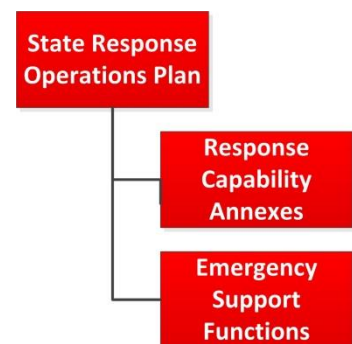 State Response
Operations Plan
Response
Capability
Annexes
Emergency
Support
Functions